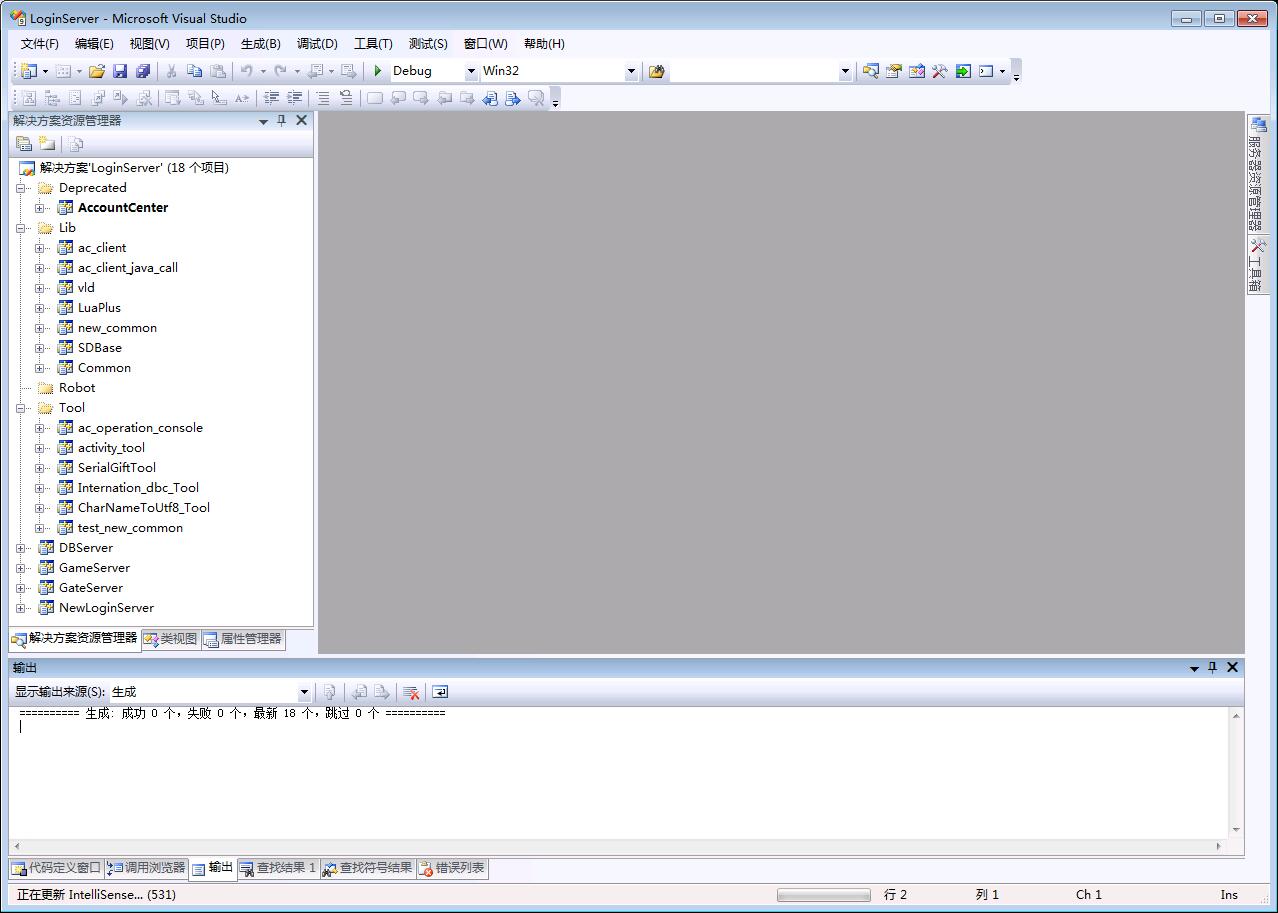 LoginServer - Microsoft Visual Studio
文件(F) 编辑(E) 视图(V) 项目(P) 生成(B) 调试(D) 工具(T) 测试(S) 窗口(W) 帮助(H)
Debug Win32
解决方案资源管理器
解决方案'LoginServer' (18 个项目)
Deprecated
AccountCenter
Lib
ac_client
ac_client_java_call
vld
LuaPlus
new_common
SDBase
Common
Robot
Tool
ac_operation_console
activity_tool
SerialGiftTool
Internation_dbc_Tool
CharNameToUtf8_Tool
test_new_common
DBServer
GameServer
GateServer
NewLoginServer
解决方案资源管理器 类视图 属性管理器
服务器资源管理器
工具箱
输出
显示输出来源(S): 生成
========== 生成: 成功 0 个，失败 0 个，最新 18 个，跳过 0 个 ==========
代码定义窗口 调用浏览器 输出 查找结果 1 查找符号结果 错误列表
正在更新 IntelliSense... (531) 行 2 列 1 Ch 1 Ins